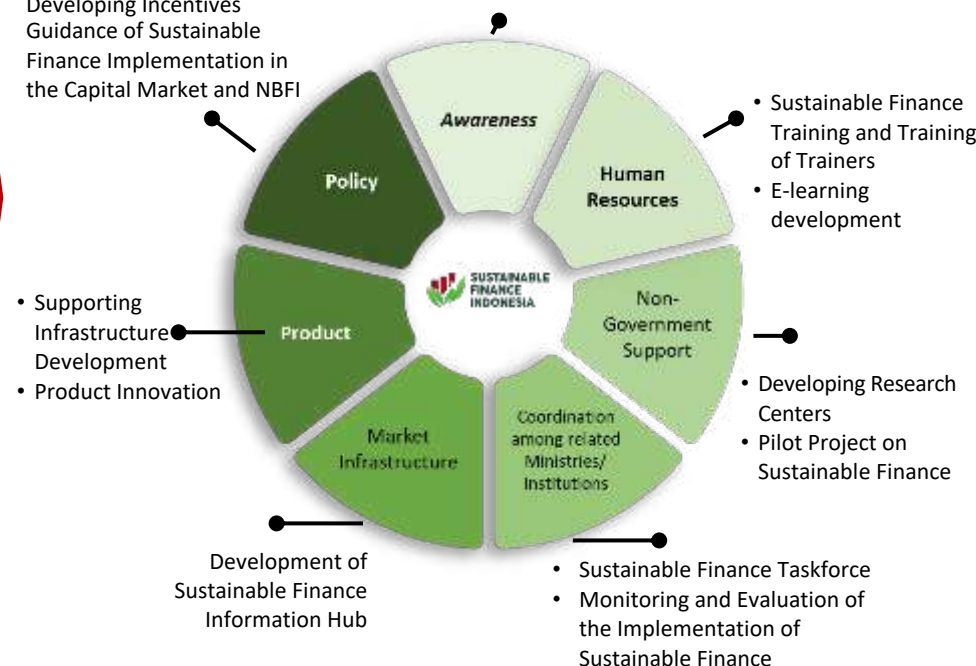 Developing Incentives
Guidance of Sustainable
Finance Implementation in
the Capital Market and NBFI
Awareness
• Sustainable Finance
Training and Training
of Trainers
• E-learning
development
Policy
Human
Resources
SUSTAINABLE
FINANCE
INDONESIA
Non-
Government
Support
• Supporting
Infrastructure
Development
• Product Innovation
Product
• Developing Research
Centers
• Pilot Project on
Sustainable Finance
Market
Infrastructure
Coordination
among related
Ministries/
Institutions
Development of
Sustainable Finance
Information Hub
• Sustainable Finance Taskforce
• Monitoring and Evaluation of
the Implementation of
Sustainable Finance